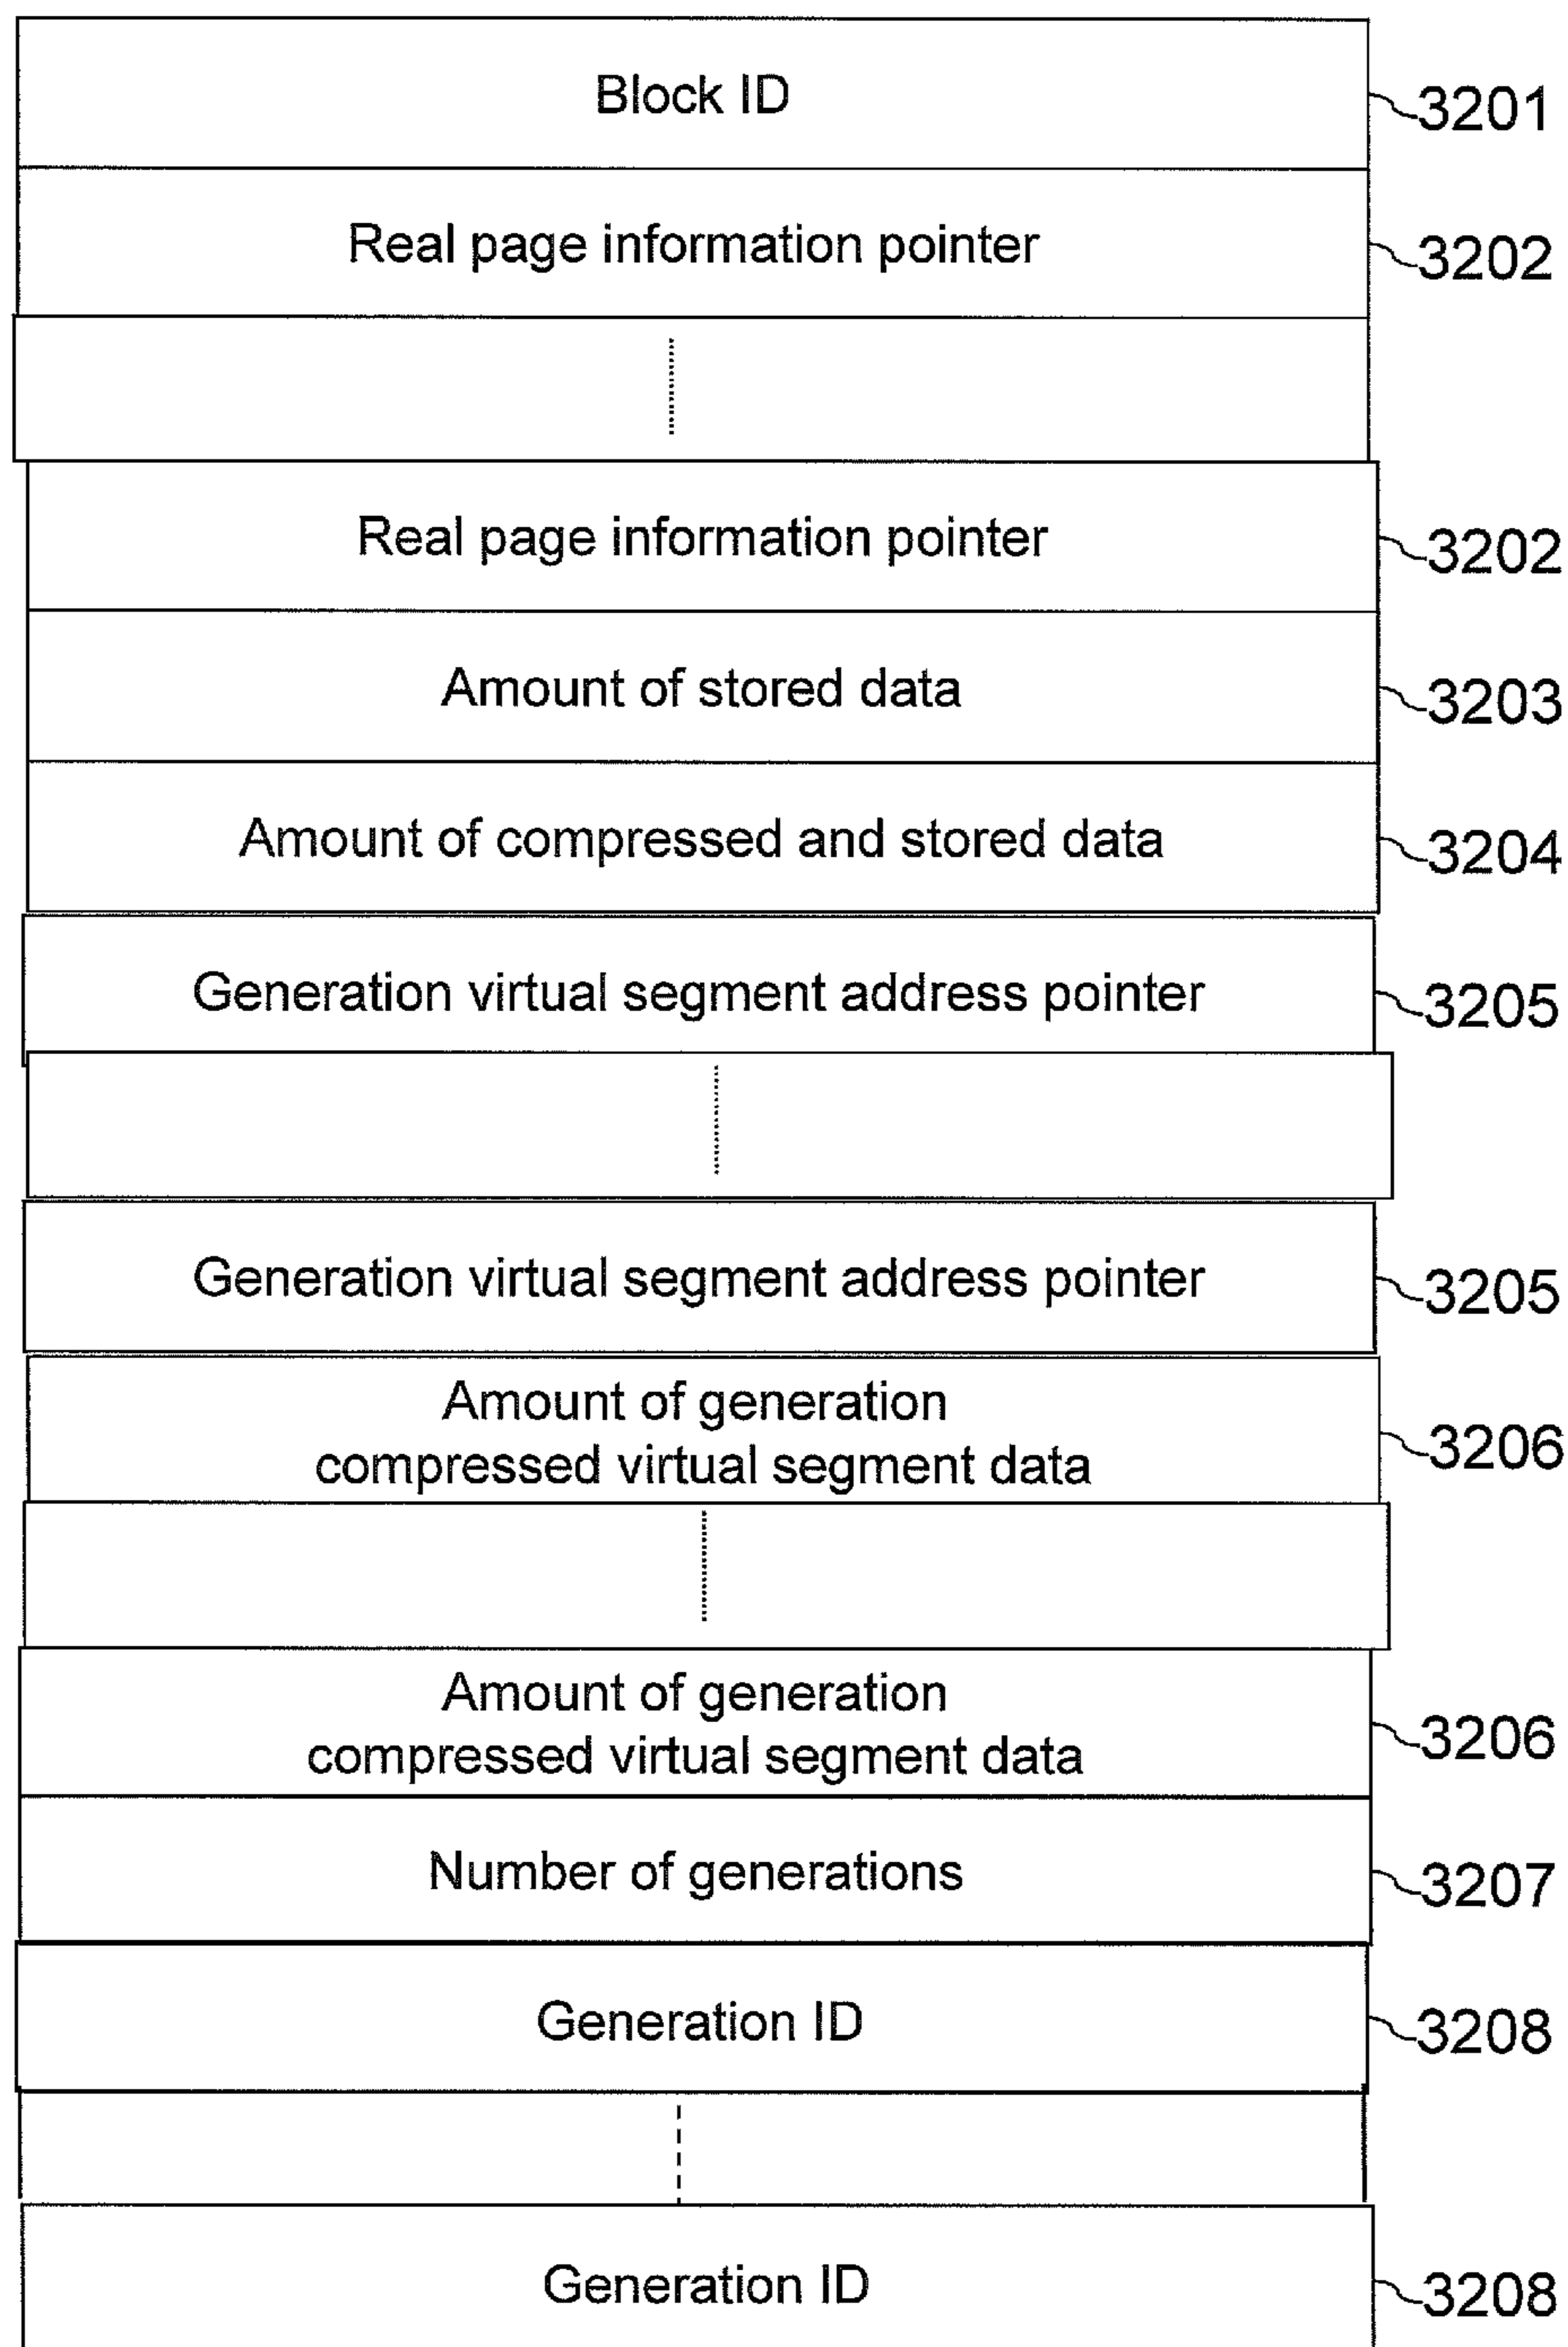 Block ID
3201
Real page information pointer
3202
Real page information pointer
3202
Amount of stored data
3203
Amount of compressed and stored data
3204
Generation virtual segment address pointer
3205
Generation virtual segment address pointer
3205
Amount of generation
compressed virtual segment data
3206
Amount of generation
compressed virtual segment data
3206
Number of generations
3207
Generation ID
3208
Generation ID
3208